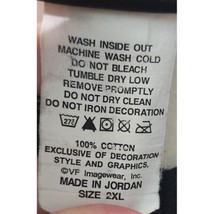 WASH INSIDE OUT
MACHINE WASH COLD
DO NOT BLEACH
TUMBLE DRY LOW
REMOVE PROMPTLY
DO NOT DRY CLEAN
DO NOT IRON DECORATION
100% COTTON
EXCLUSIVE OF DECORATION
STYLE AND GRAPHICS.
©VF Imagewear, Inc.
MADE IN JORDAN
SIZE 2XL